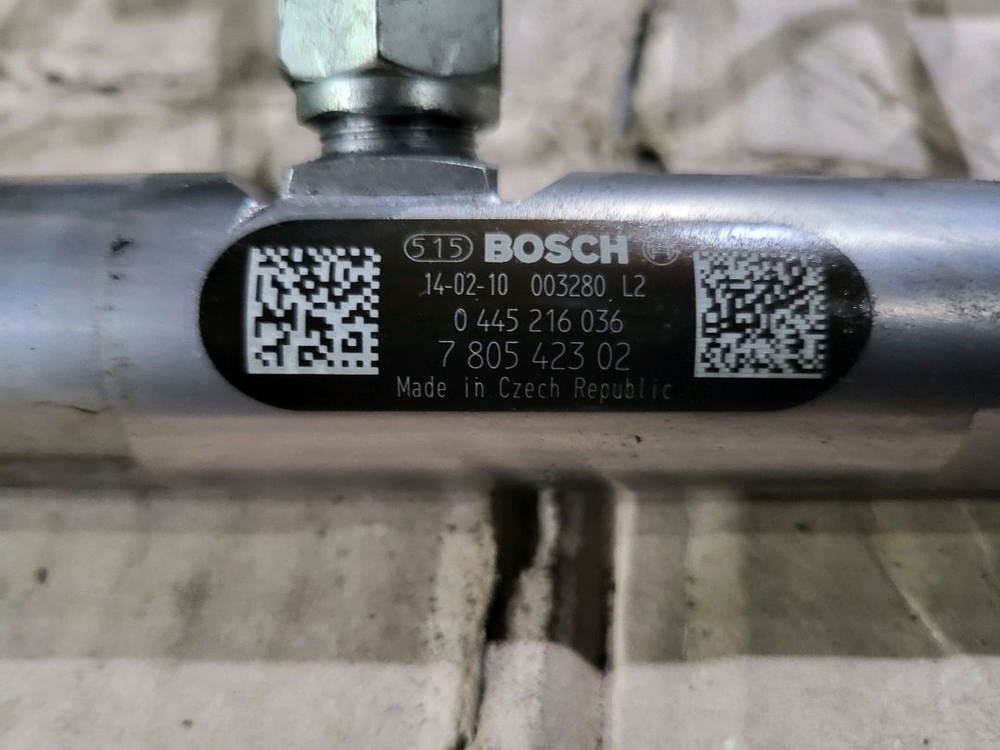 515 BOSCH
14-02-10 003280 L2
0 445 216 036
7 805 423 02
Made in Czech Republic